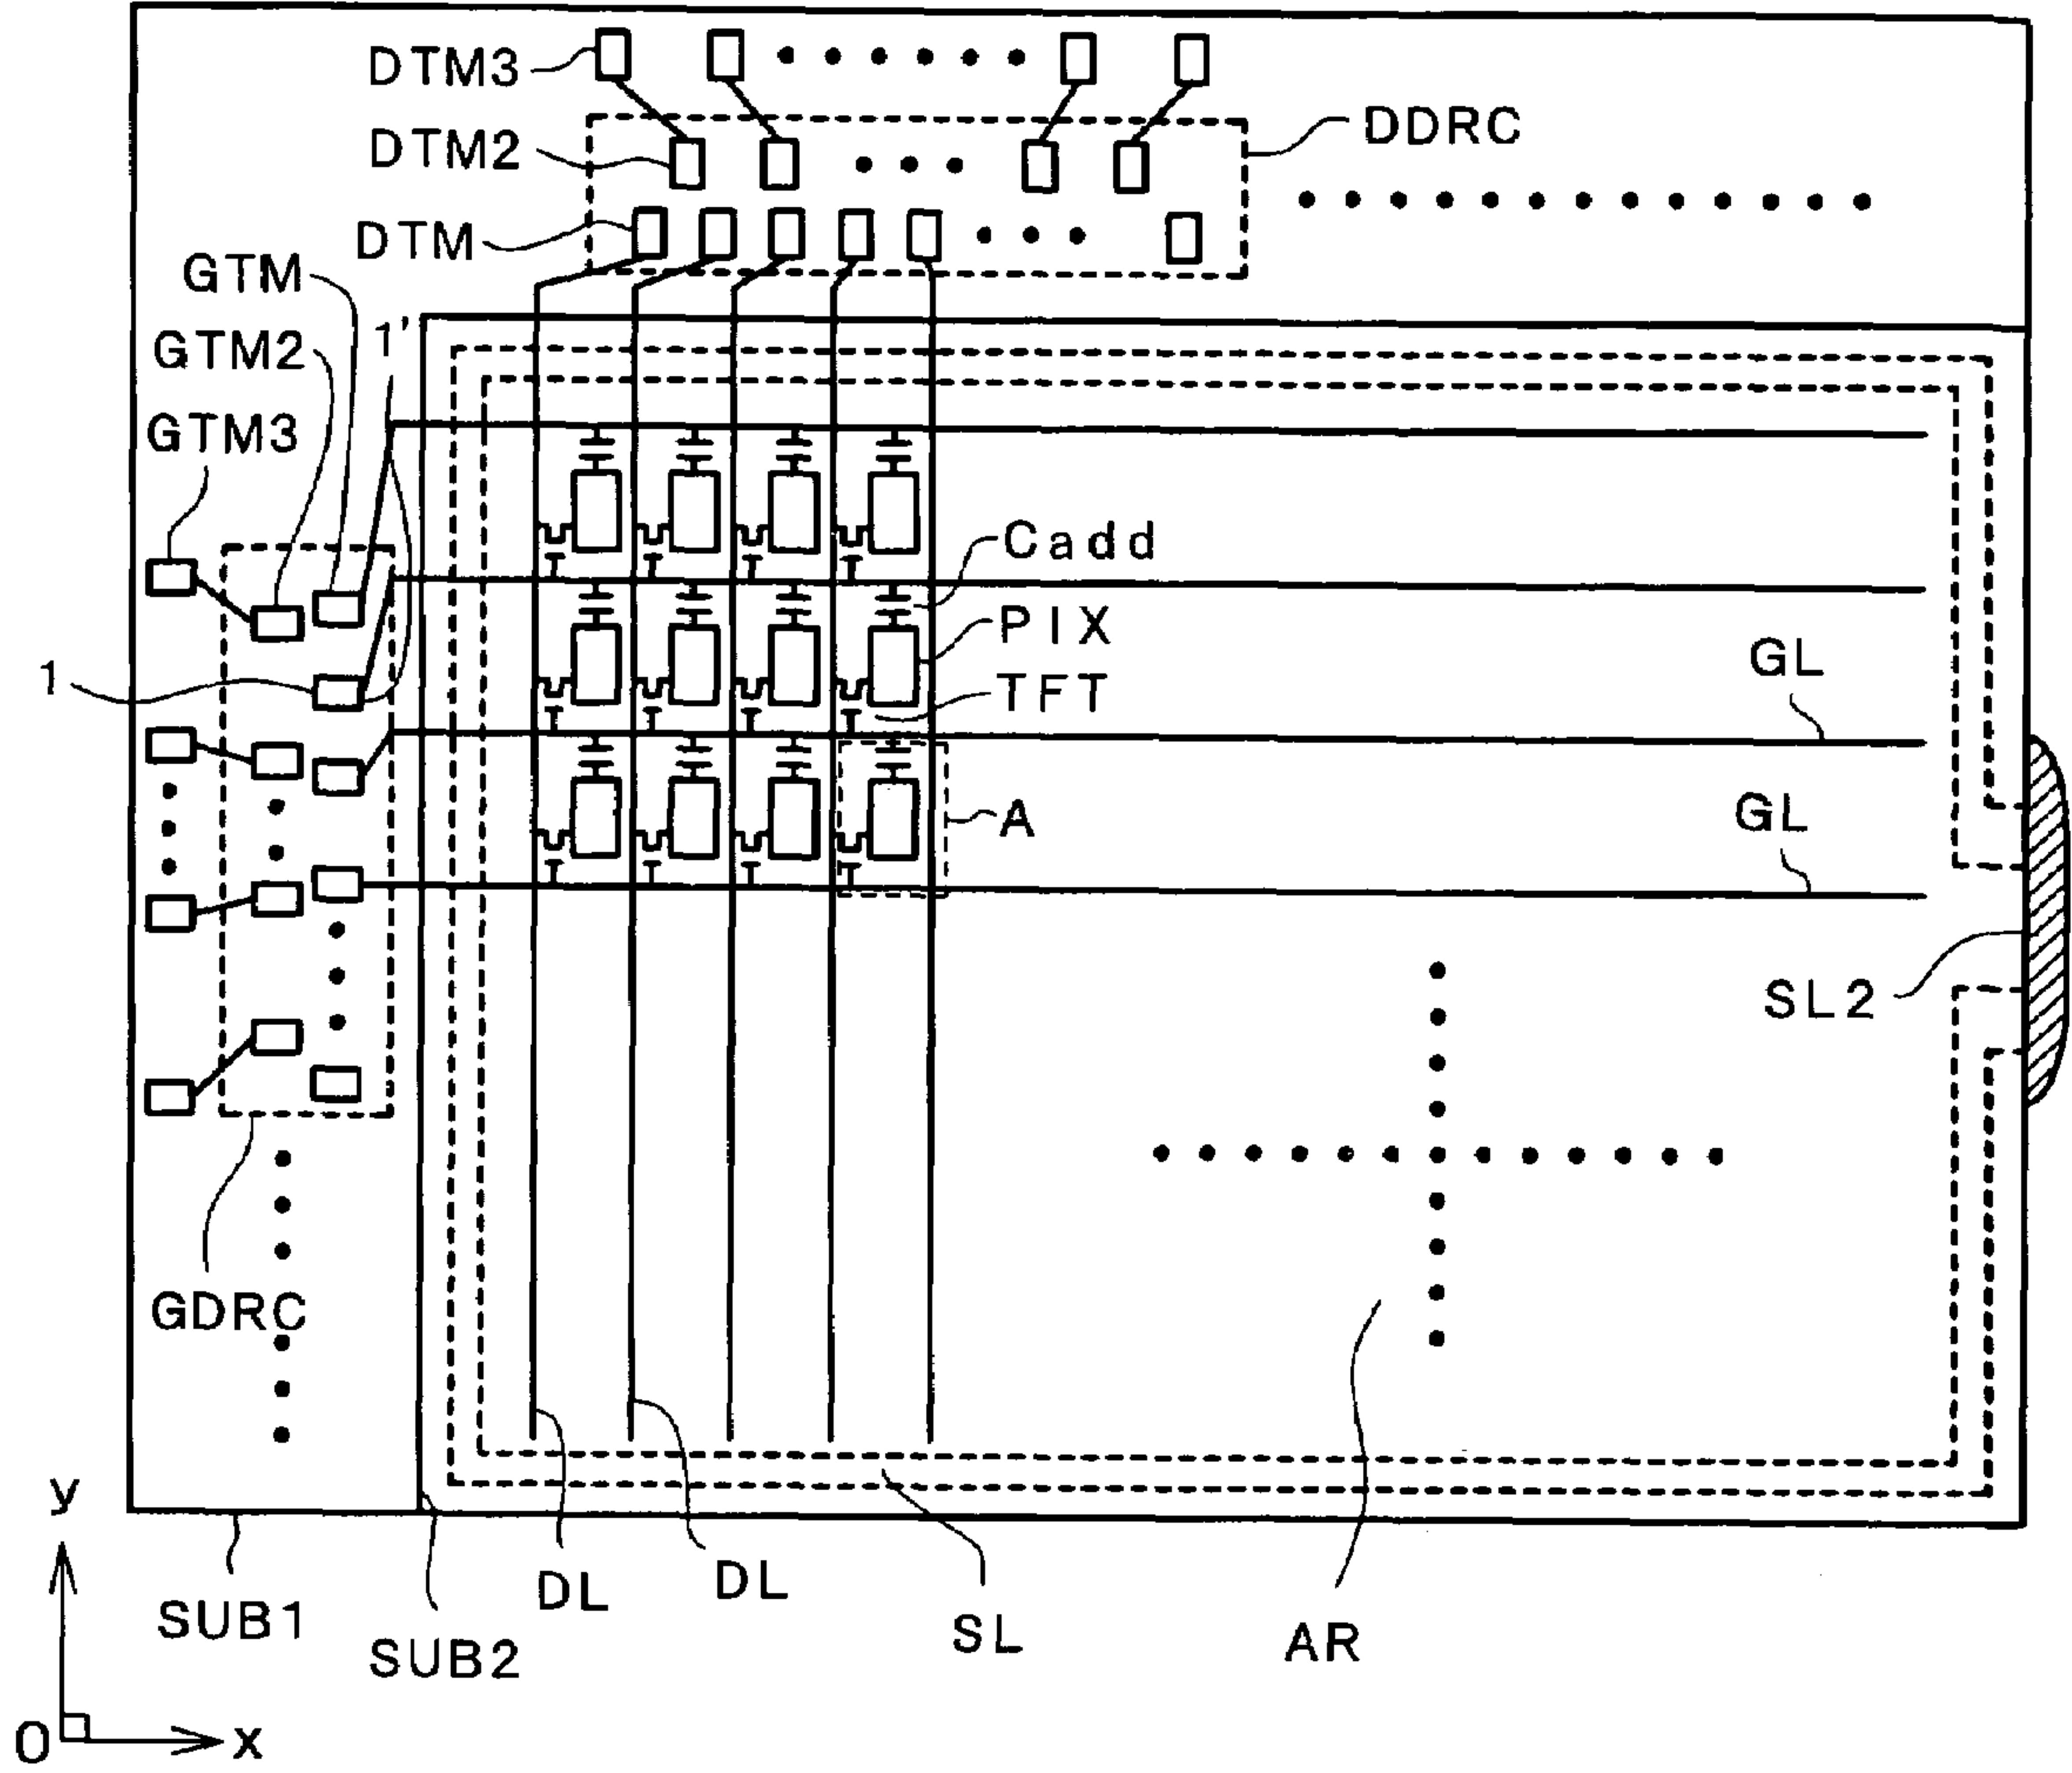 DTM3
DTM2
DDRC
DTM
GTM
1'
GTM2
GTM3
Cadd
PIX
GL
1
TFT
GL
A
SL2
GDRC
y
DL
DL
SUB1
SL
AR
SUB2
O
x